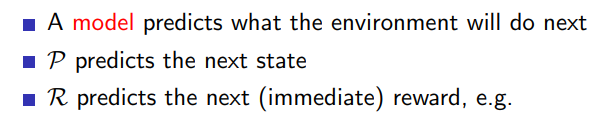 A model predicts what the environment will do next
𝒫 predicts the next state
ℛ predicts the next (immediate) reward, e.g.